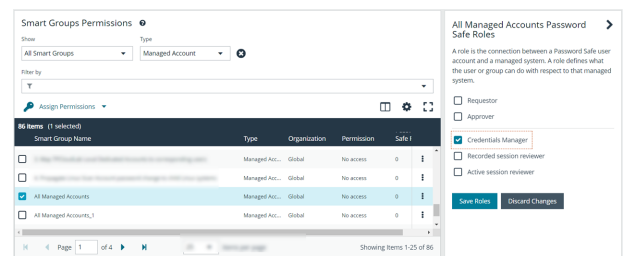 Smart Groups Permissions
Show
Type
All Smart Groups
Managed Account
Filter by
Assign Permissions
86 items (1 selected)
Smart Group Name Type Organization Permission Safe
Managed Acc... Global No access 0
Managed Acc... Global No access 0
All Managed Accounts Managed Acc... Global No access 0
All Managed Accounts_1 Managed Acc... Global No access 0
Page 1 of 4
Showing items 1-25 of 86
All Managed Accounts Password
Safe Roles
A role is the connection between a Password Safe user
account and a managed system. A role defines what
the user or group can do with respect to that managed
system.
Requestor
Approver
Credentials Manager
Recorded session reviewer
Active session reviewer
Save Roles Discard Changes